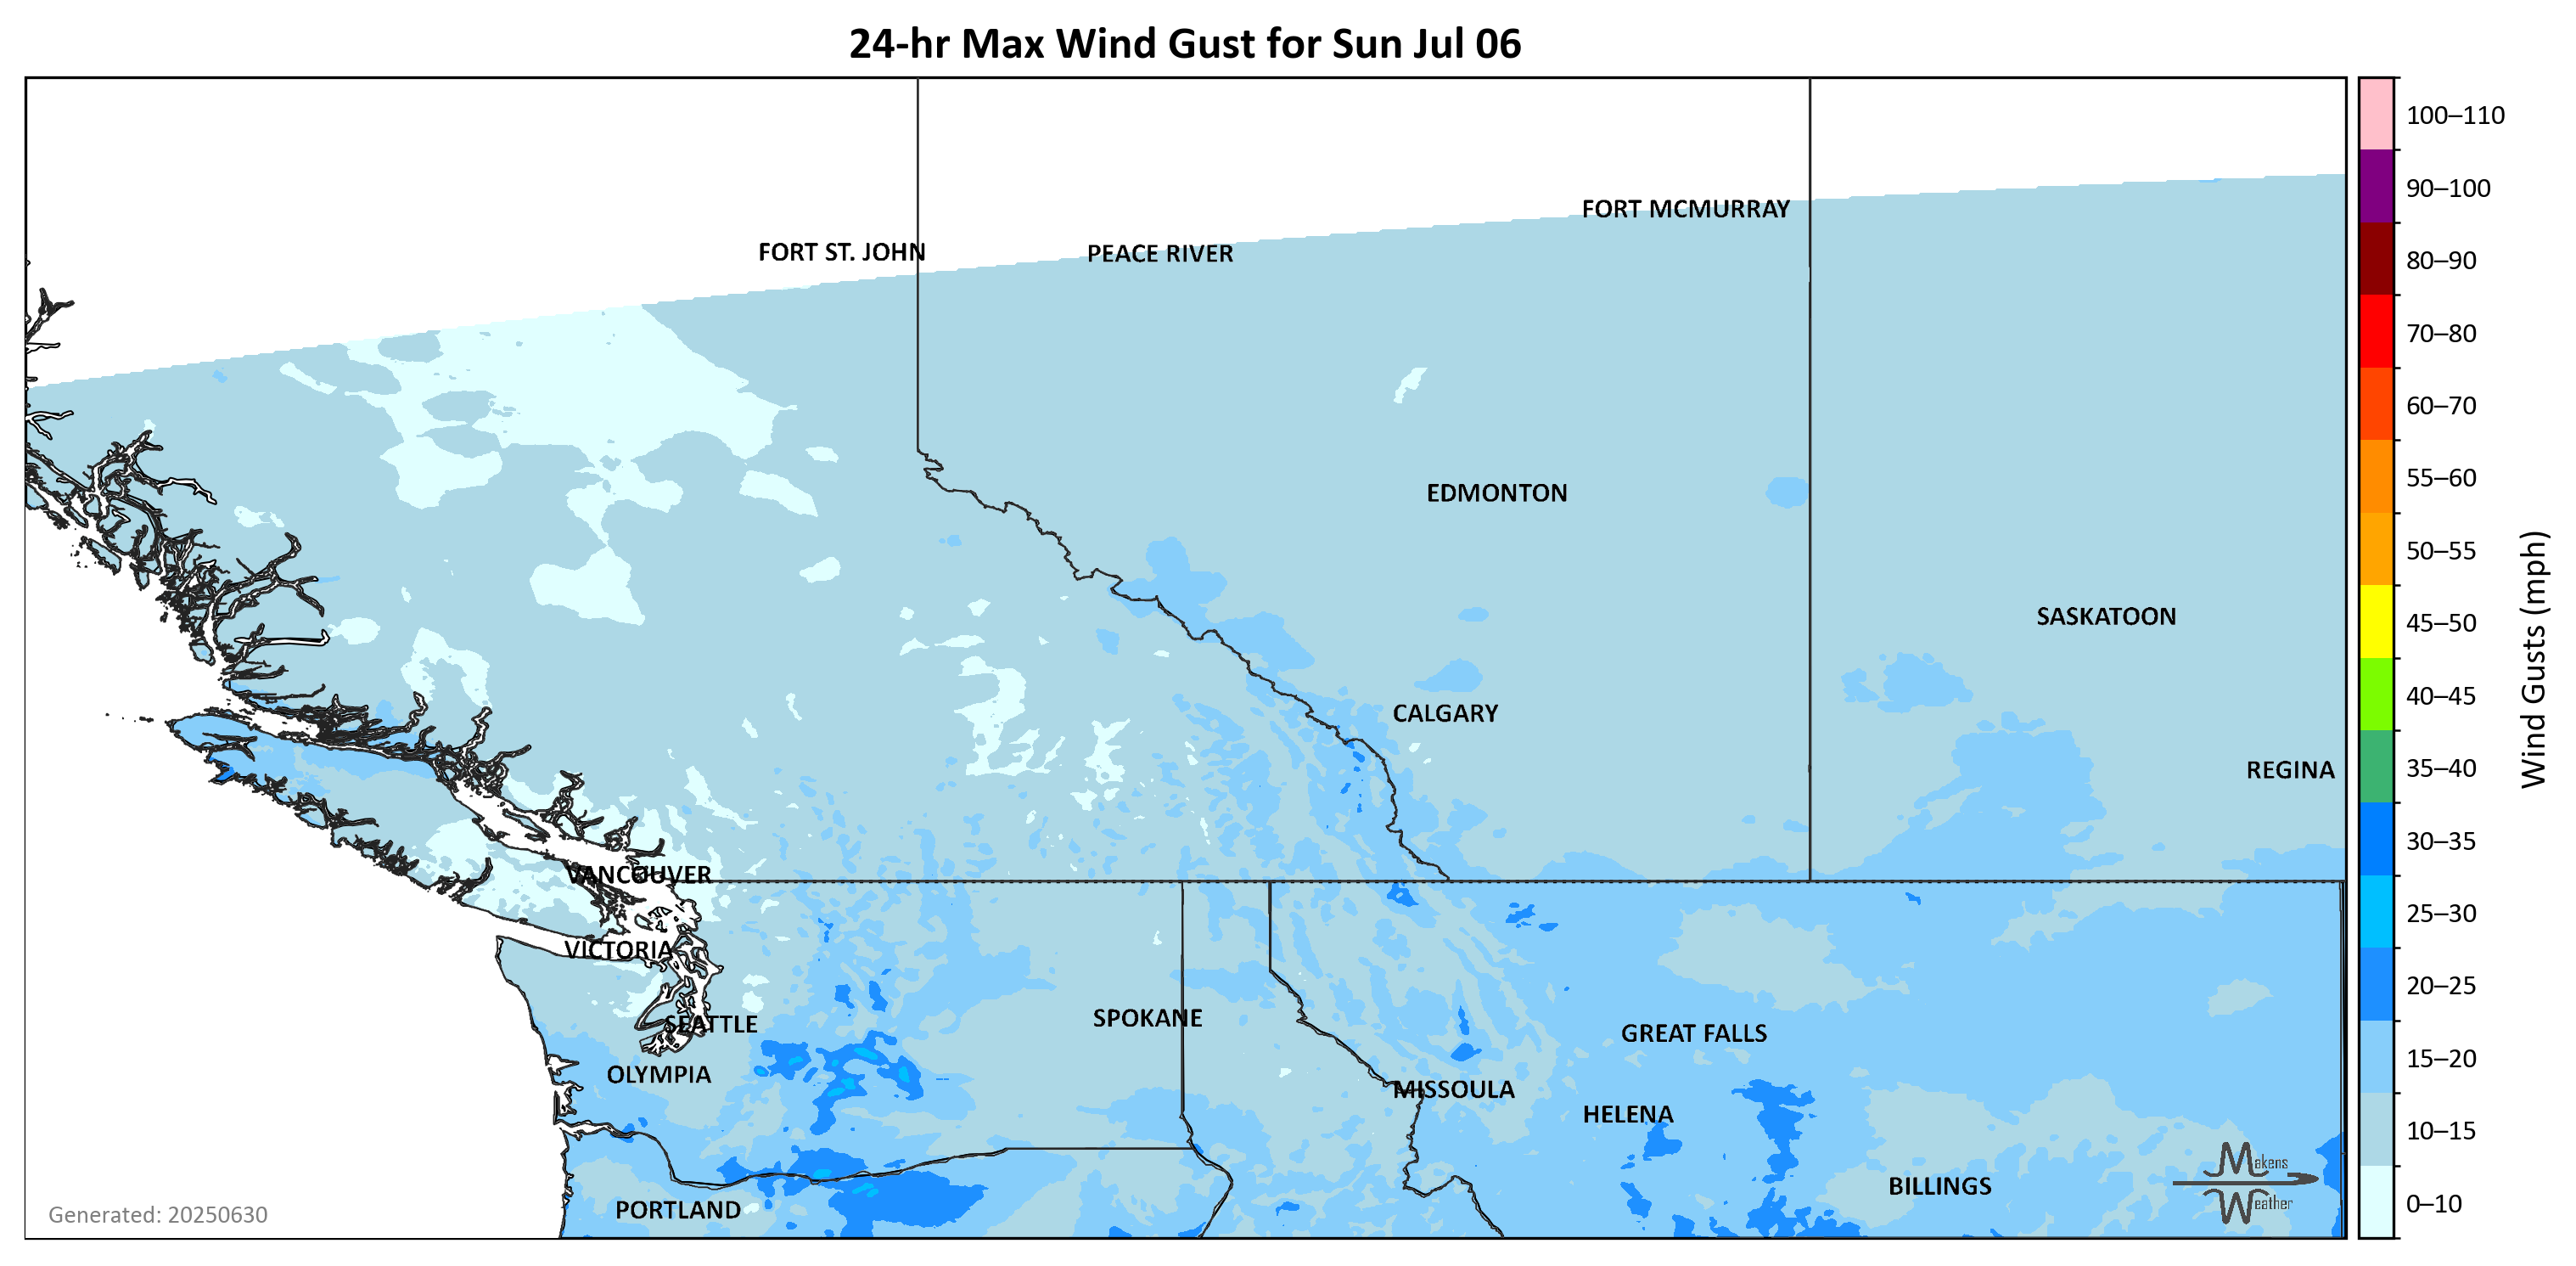 24-hr Max Wind Gust for Sun Jul 06
100–110
90–100
80–90
70–80
60–70
55–60
50–55
45–50
40–45
35–40
30–35
25–30
20–25
15–20
10–15
0–10
Wind Gusts (mph)
FORT MCMURRAY
FORT ST. JOHN
PEACE RIVER
EDMONTON
SASKATOON
CALGARY
REGINA
VANCOUVER
VICTORIA
SEATTLE
SPOKANE
GREAT FALLS
OLYMPIA
MISSOULA
HELENA
BILLINGS
PORTLAND
Makens
Weather
Generated: 20250630